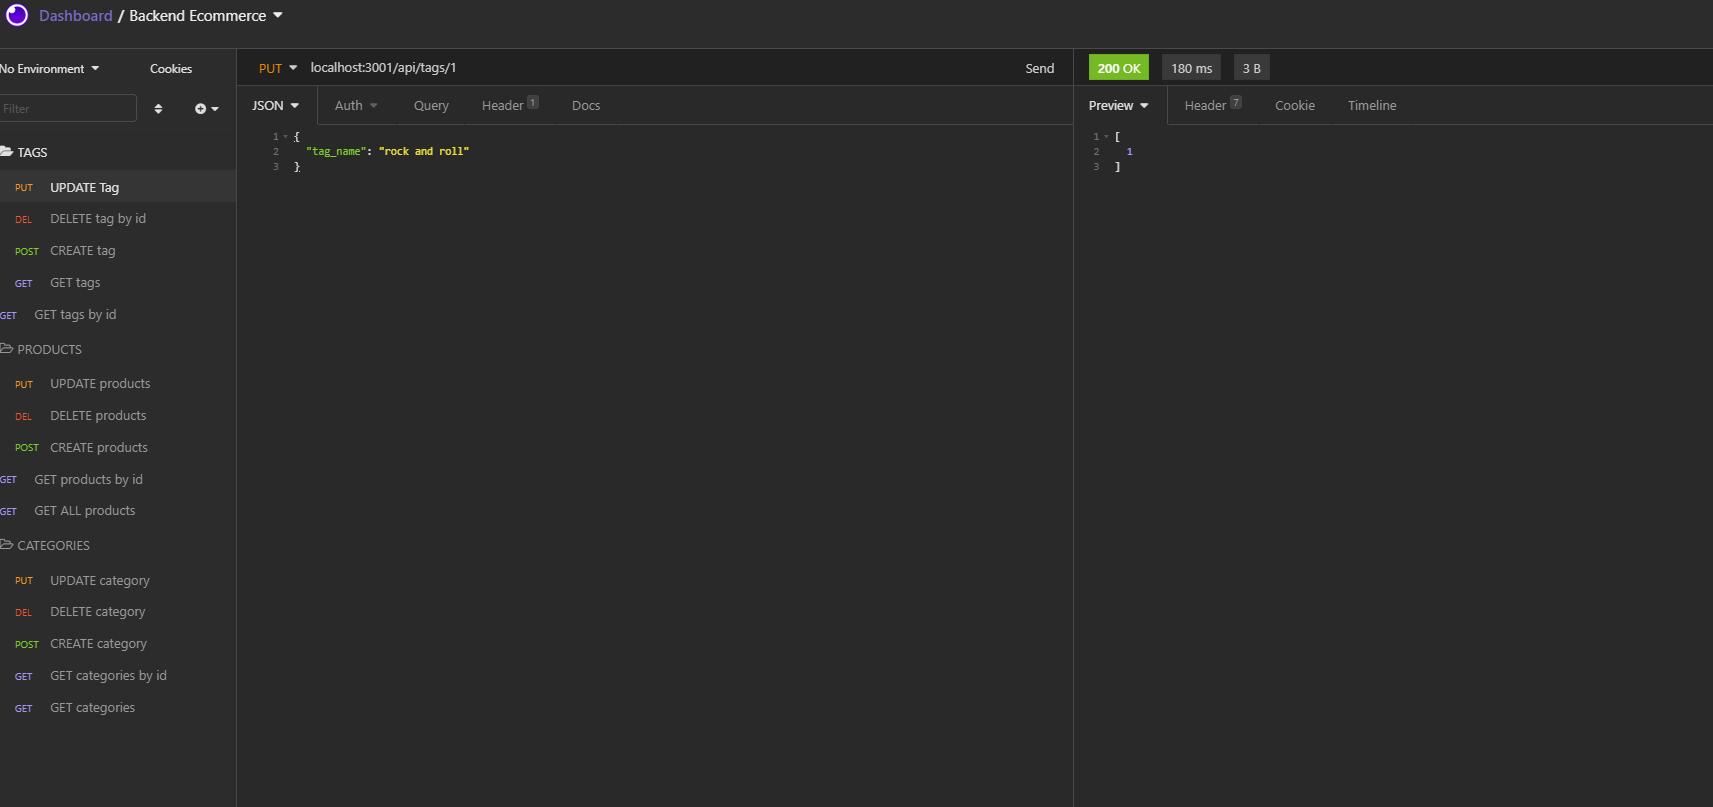 Dashboard / Backend Ecommerce
No Environment
Cookies
Filter
TAGS
PUT UPDATE Tag
DEL DELETE tag by id
POST CREATE tag
GET GET tags
GET GET tags by id
PRODUCTS
PUT UPDATE products
DEL DELETE products
POST CREATE products
GET GET products by id
GET GET ALL products
CATEGORIES
PUT UPDATE category
DEL DELETE category
POST CREATE category
GET GET categories by id
GET GET categories
PUT localhost:3001/api/tags/1 Send
JSON Auth Query Header 1 Docs
1 {
2 "tag_name": "rock and roll"
3 }
200 OK 180 ms 3 B
Preview Header 7 Cookie Timeline
1 [
2 1
3 ]